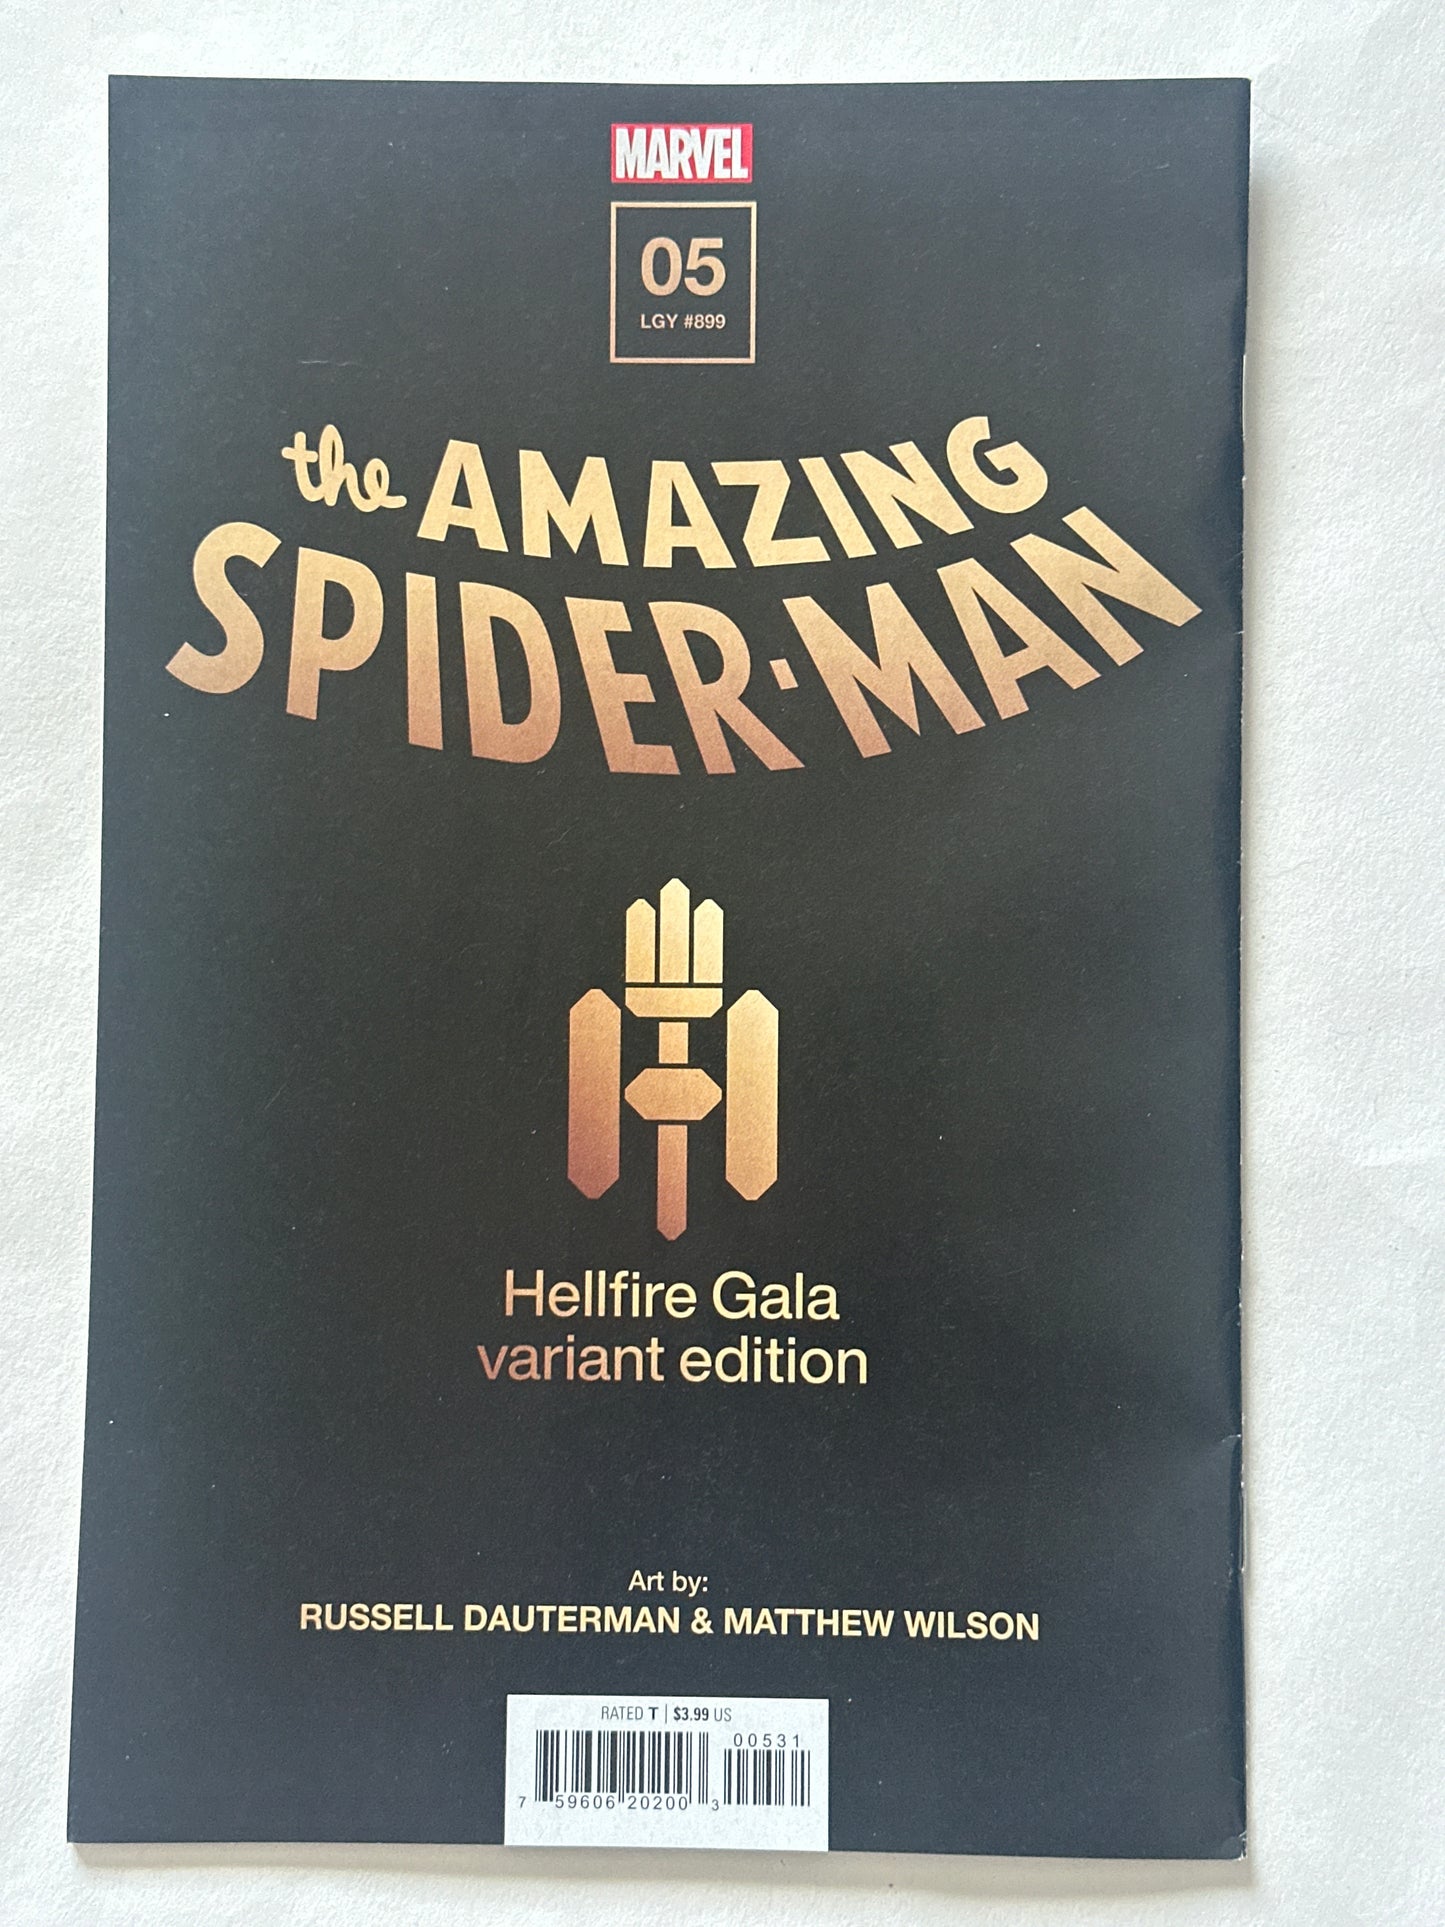 MARVEL
05
LGY #899
the AMAZING
SPIDER-MAN
Hellfire Gala
variant edition
Art by:
RUSSELL DAUTERMAN & MATTHEW WILSON
RATED T | $3.99 US
00531
7 59606 20200 3